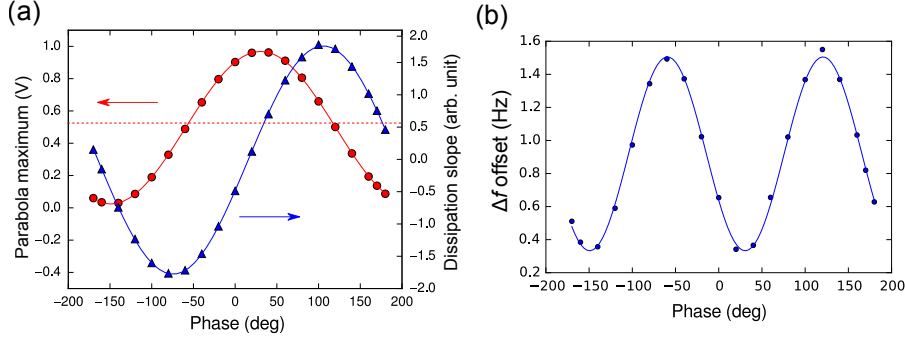 (a)
Parabola maximum (V)
1.0
0.8
0.6
0.4
0.2
0.0
−0.2
−0.4
−200 −150 −100 −50 0 50 100 150 200
Phase (deg)
2.0
1.5
1.0
0.5
0.0
−0.5
−1.0
−1.5
−2.0
Dissipation slope (arb. unit)
(b)
Δf offset (Hz)
1.6
1.4
1.2
1.0
0.8
0.6
0.4
0.2
−200 −150 −100 −50 0 50 100 150 200
Phase (deg)